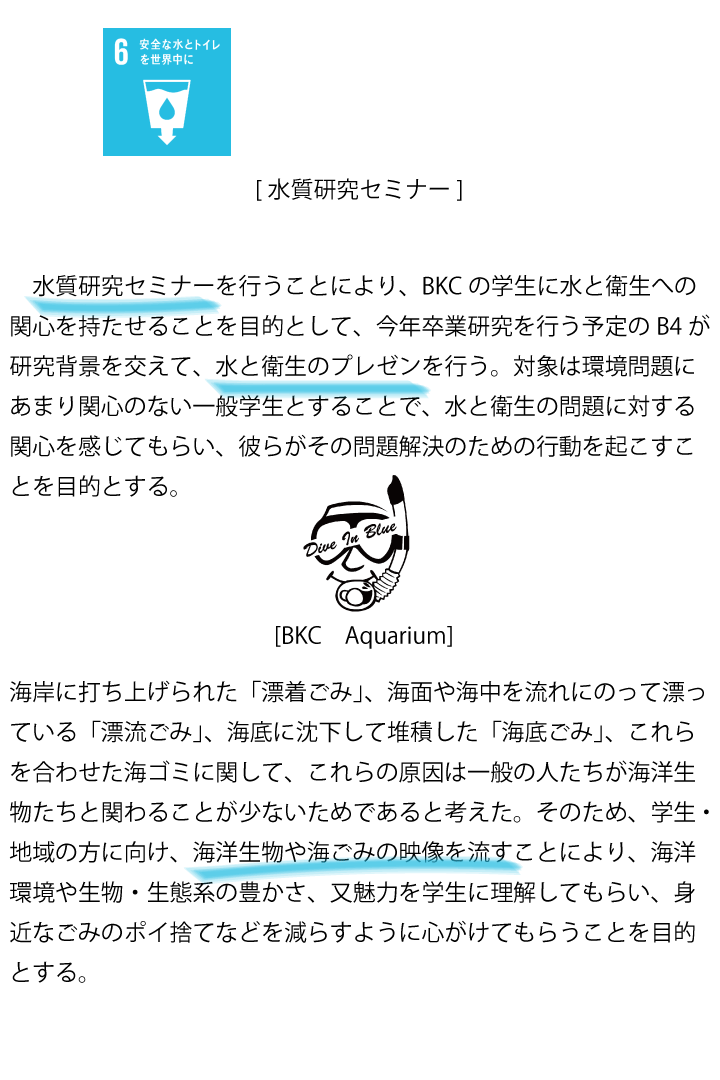 6 安全な水とトイレ
を世界中に
[ 水質研究セミナー ]
水質研究セミナーを行うことにより、BKC の学生に水と衛生への
関心を持たせることを目的として、今年卒業研究を行う予定の B4 が
研究背景を交えて、水と衛生のプレゼンを行う。対象は環境問題に
あまり関心のない一般学生とすることで、水と衛生の問題に対する
関心を感じてもらい、彼らがその問題解決のための行動を起こすこ
とを目的とする。
Dive In Blue
[BKC　Aquarium]
海岸に打ち上げられた「漂着ごみ」、海面や海中を流れにのって漂っ
ている「漂流ごみ」、海底に沈下して堆積した「海底ごみ」、これら
を合わせた海ゴミに関して、これらの原因は一般の人たちが海洋生
物たちと関わることが少ないためであると考えた。そのため、学生・
地域の方に向け、海洋生物や海ごみの映像を流すことにより、海洋
環境や生物・生態系の豊かさ、又魅力を学生に理解してもらい、身
近なごみのポイ捨てなどを減らすように心がけてもらうことを目的
とする。